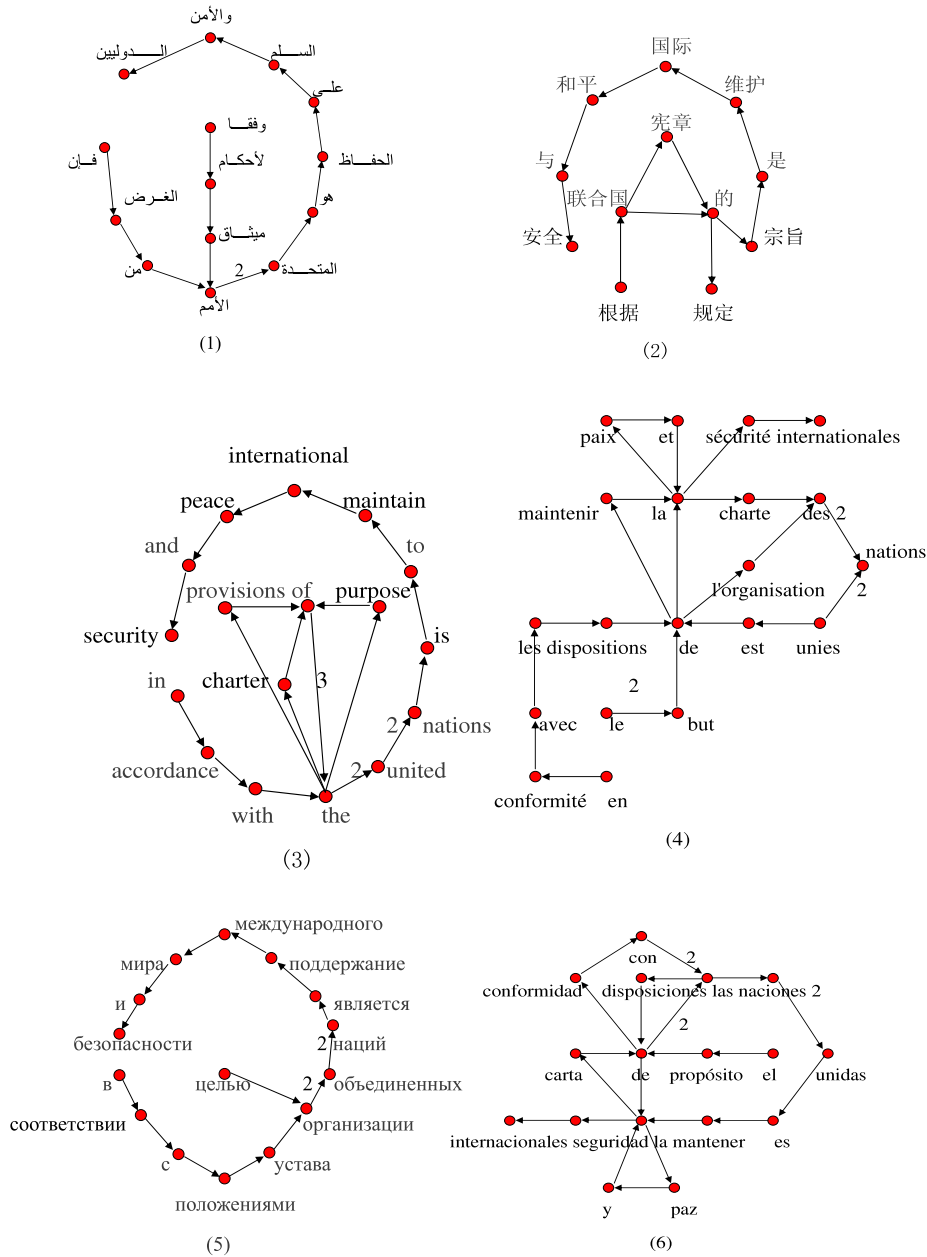 والأمن
الـــدوليين
السـلم
علـى
وفقـا
الحفـاظ
فـإن
لأحكـام
الغـرض
هو
ميثـاق
من
2
المتحـدة
الأمم
(1)
国际
和平
维护
宪章
与
是
联合国
的
安全
宗旨
根据
规定
(2)
international
peace
maintain
and
to
provisions of
purpose
security
is
in
charter
3
2
nations
accordance
2
united
with
the
(3)
paix
et
sécurité internationales
maintenir
la
charte
des 2
nations
l'organisation
2
les dispositions
de
est
unies
2
avec
le
but
conformité
en
(4)
международного
мира
поддержание
и
является
безопасности
2
наций
в
целью
2
объединенных
соответствии
организации
с
устава
положениями
(5)
con
2
conformidad
disposiciones las naciones 2
2
carta
de
propósito
el
unidas
internacionales seguridad la mantener
es
y
paz
(6)